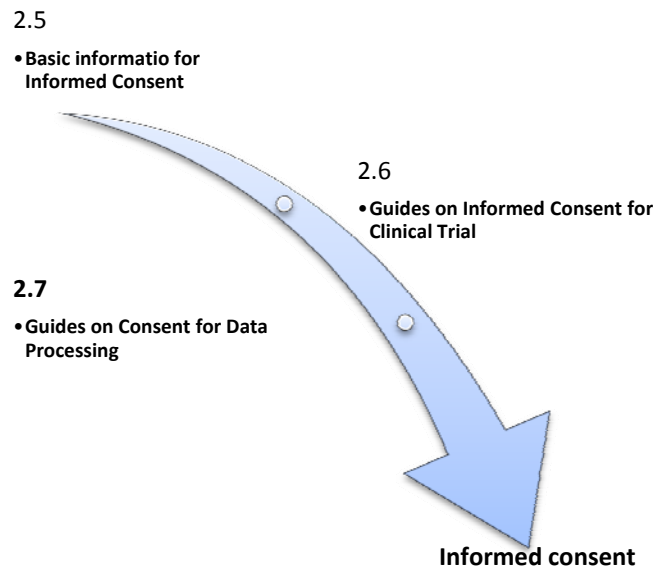 2.5
•Basic informatio for
Informed Consent
2.6
•Guides on Informed Consent for
Clinical Trial
2.7
•Guides on Consent for Data
Processing
Informed consent